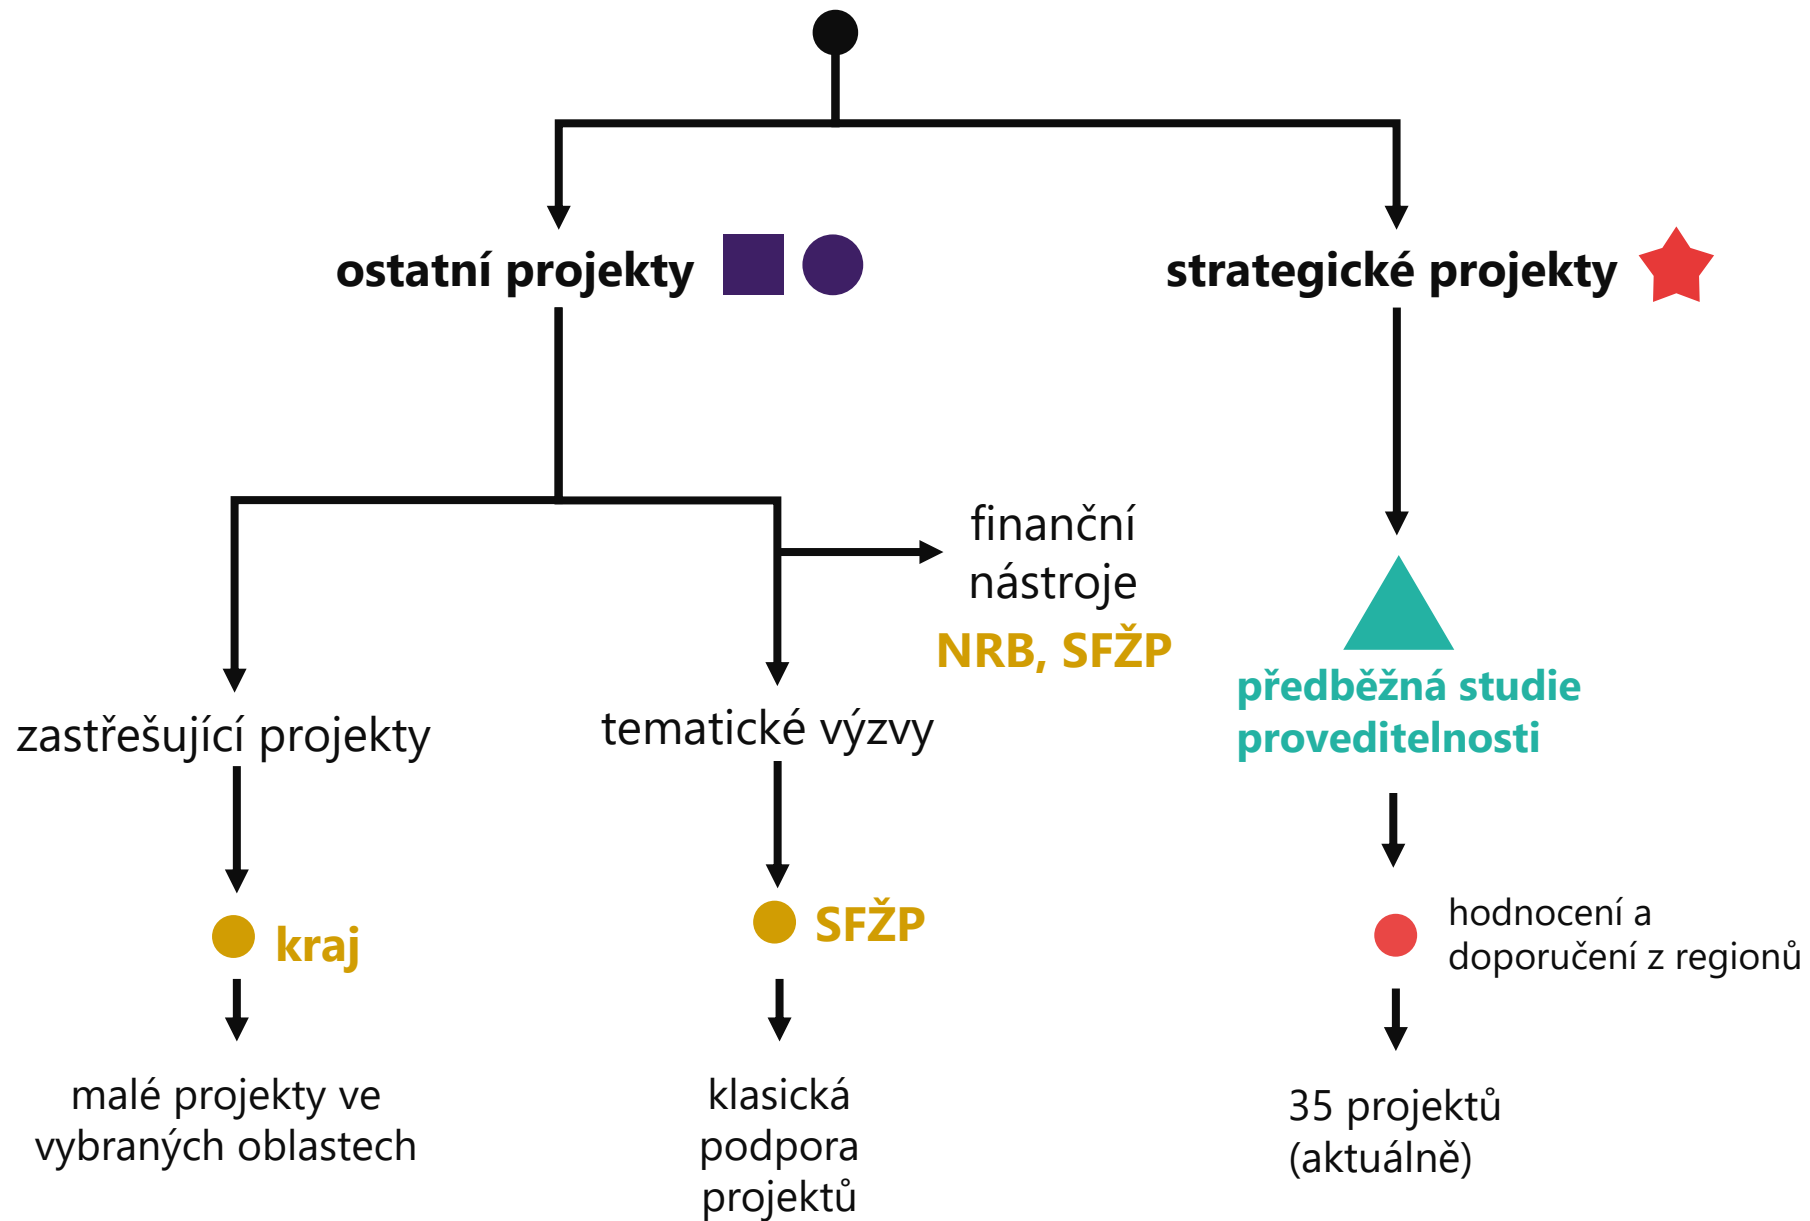 ostatní projekty
strategické projekty
finanční
nástroje
NRB, SFŽP
předběžná studie
proveditelnosti
zastřešující projekty
tematické výzvy
kraj
SFŽP
hodnocení a
doporučení z regionů
malé projekty ve
vybraných oblastech
klasická
podpora
projektů
35 projektů
(aktuálně)